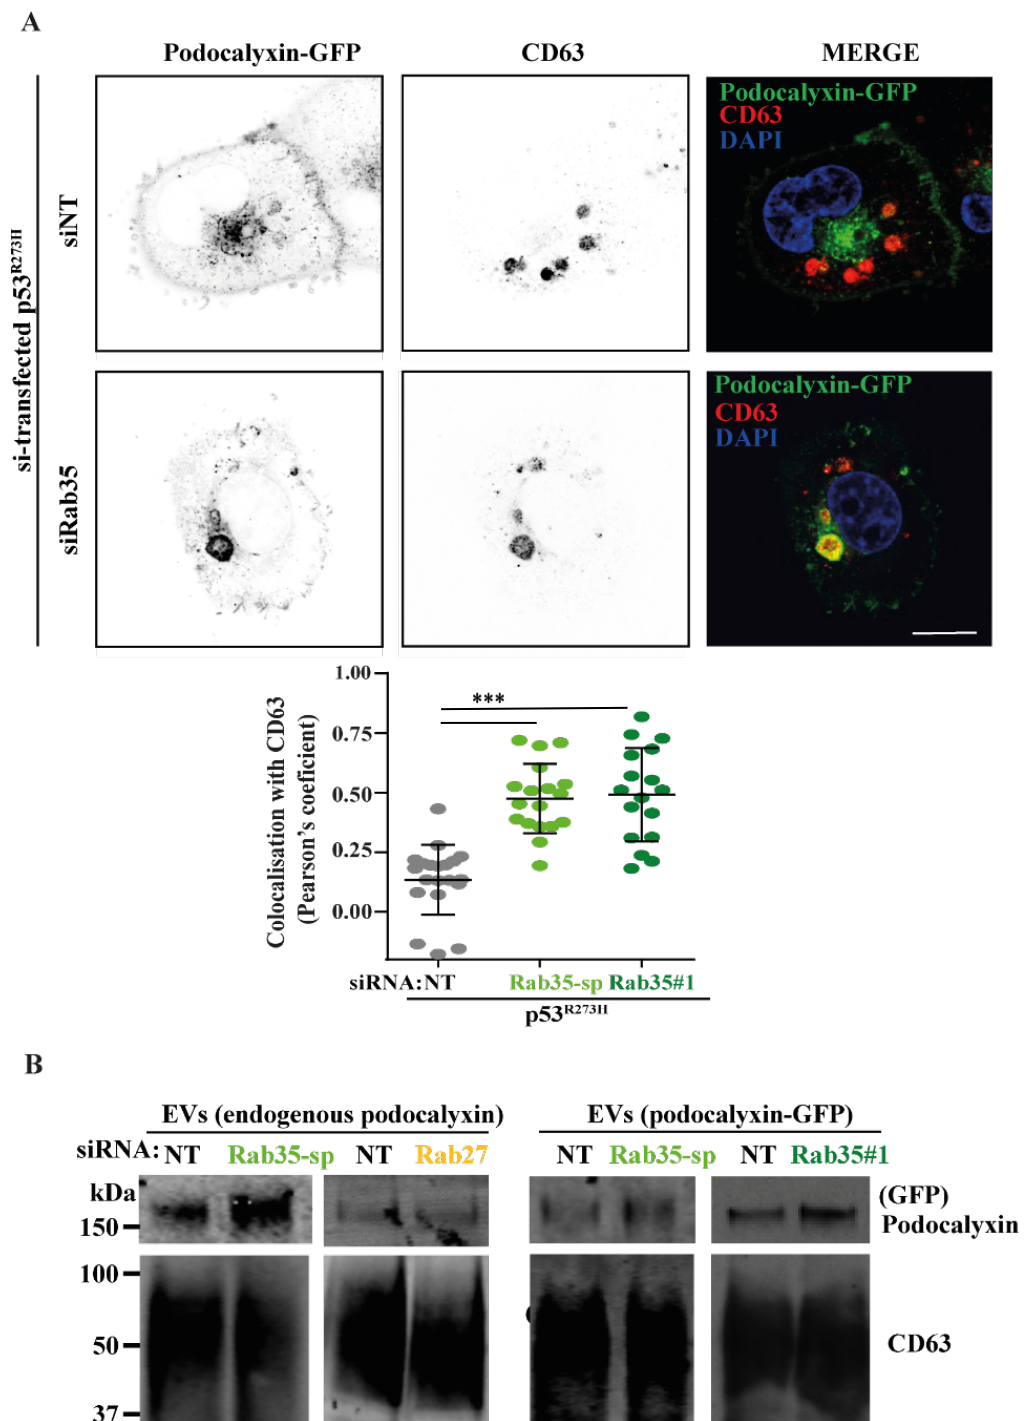 A
Podocalyxin-GFP CD63 MERGE
si-transfected p53R273H
siNT
Podocalyxin-GFP
CD63
DAPI
siRab35
Podocalyxin-GFP
CD63
DAPI
Colocalisation with CD63
(Pearson's coeficient)
1.00
***
0.75
0.50
0.25
0.00
siRNA: NT Rab35-sp Rab35#1
p53R273H
B
EVs (endogenous podocalyxin) EVs (podocalyxin-GFP)
siRNA: NT Rab35-sp NT Rab27 NT Rab35-sp NT Rab35#1
kDa
150
(GFP)
Podocalyxin
100
50
37
CD63